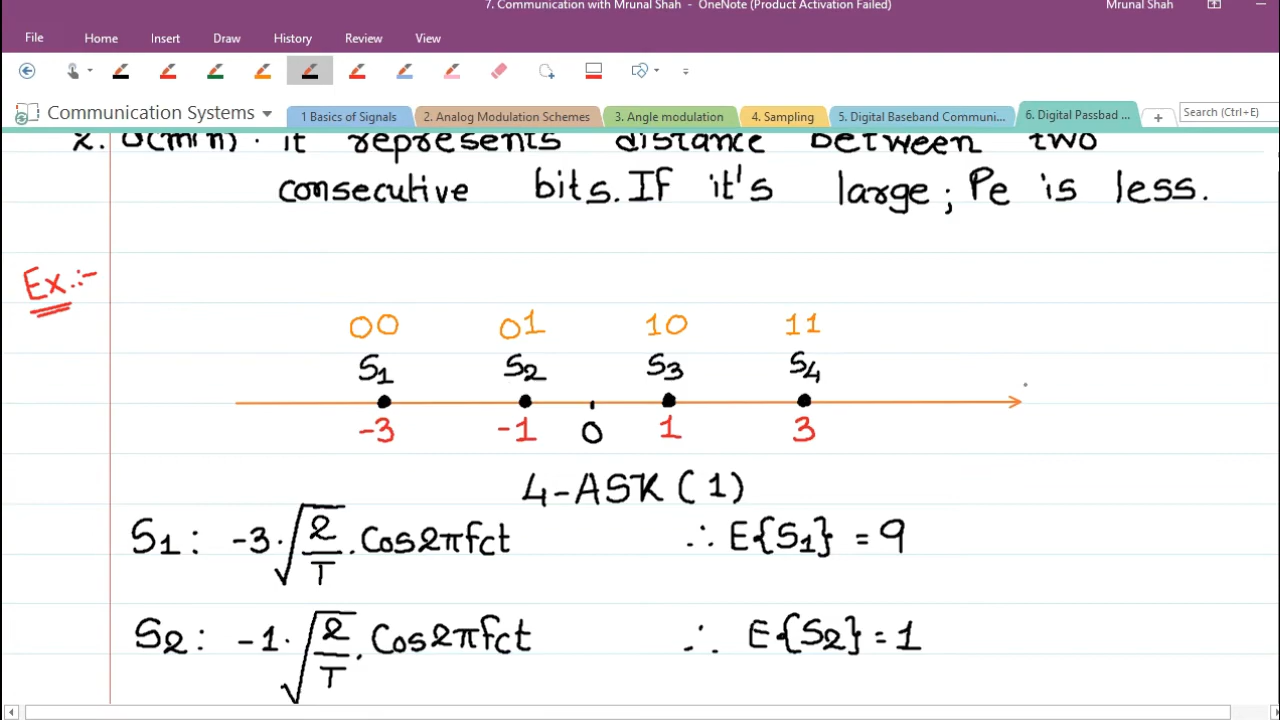 7. Communication with Mrunal Shah - OneNote (Product Activation Failed)
Mrunal Shah
File Home Insert Draw History Review View
Communication Systems
1 Basics of Signals
2. Analog Modulation Schemes
3. Angle modulation
4. Sampling
5. Digital Baseband Communi...
6. Digital Passbad ...
Search (Ctrl+E)
2. d(min). it represents distance between two
consecutive bits. If it's large; Pe is less.
Ex.:-
00 01 10 11
S1 S2 S3 S4
-3 -1 0 1 3
4-ASK (1)
S1: -3.√2/T. Cos2πfct ∴ E{S1} = 9
S2: -1.√2/T. Cos2πfct ∴ E{S2} = 1